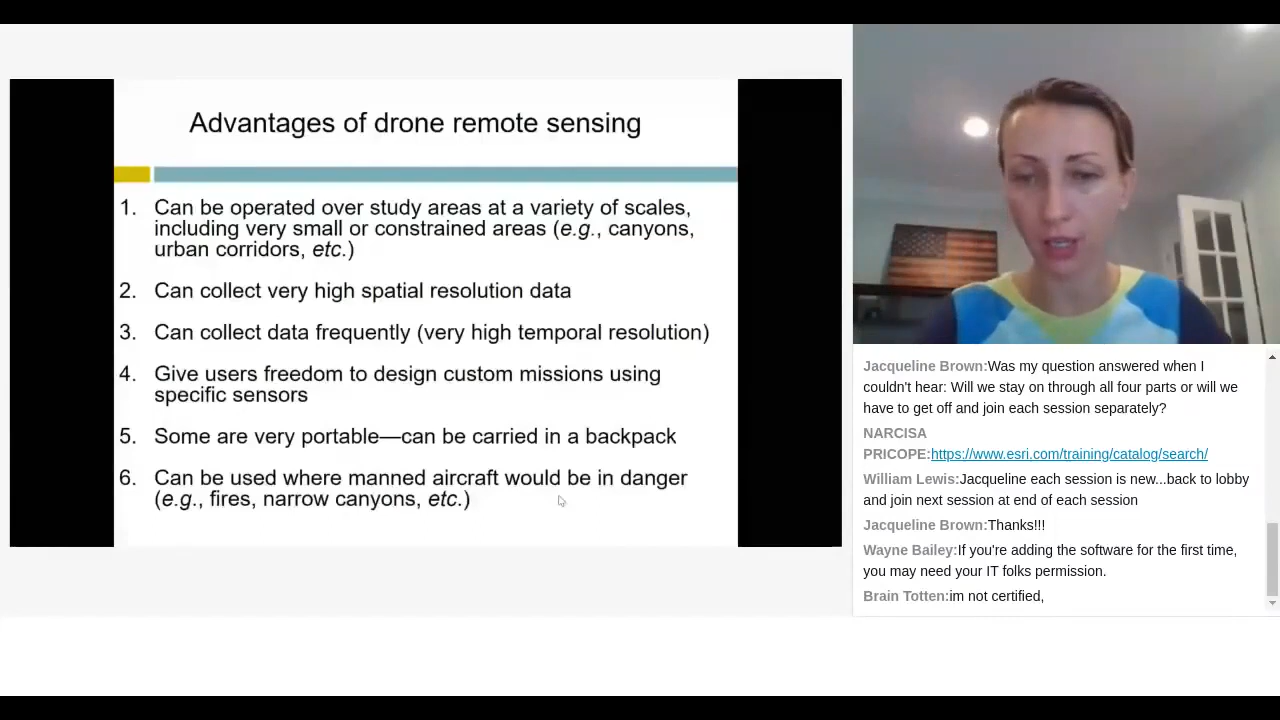 Advantages of drone remote sensing
1. Can be operated over study areas at a variety of scales,
including very small or constrained areas (e.g., canyons,
urban corridors, etc.)
2. Can collect very high spatial resolution data
3. Can collect data frequently (very high temporal resolution)
4. Give users freedom to design custom missions using
specific sensors
5. Some are very portable—can be carried in a backpack
6. Can be used where manned aircraft would be in danger
(e.g., fires, narrow canyons, etc.)
Jacqueline Brown:Was my question answered when I
couldn't hear: Will we stay on through all four parts or will we
have to get off and join each session separately?
NARCISA
PRICOPE:https://www.esri.com/training/catalog/search/
William Lewis:Jacqueline each session is new...back to lobby
and join next session at end of each session
Jacqueline Brown:Thanks!!!
Wayne Bailey:If you're adding the software for the first time,
you may need your IT folks permission.
Brain Totten:im not certified,